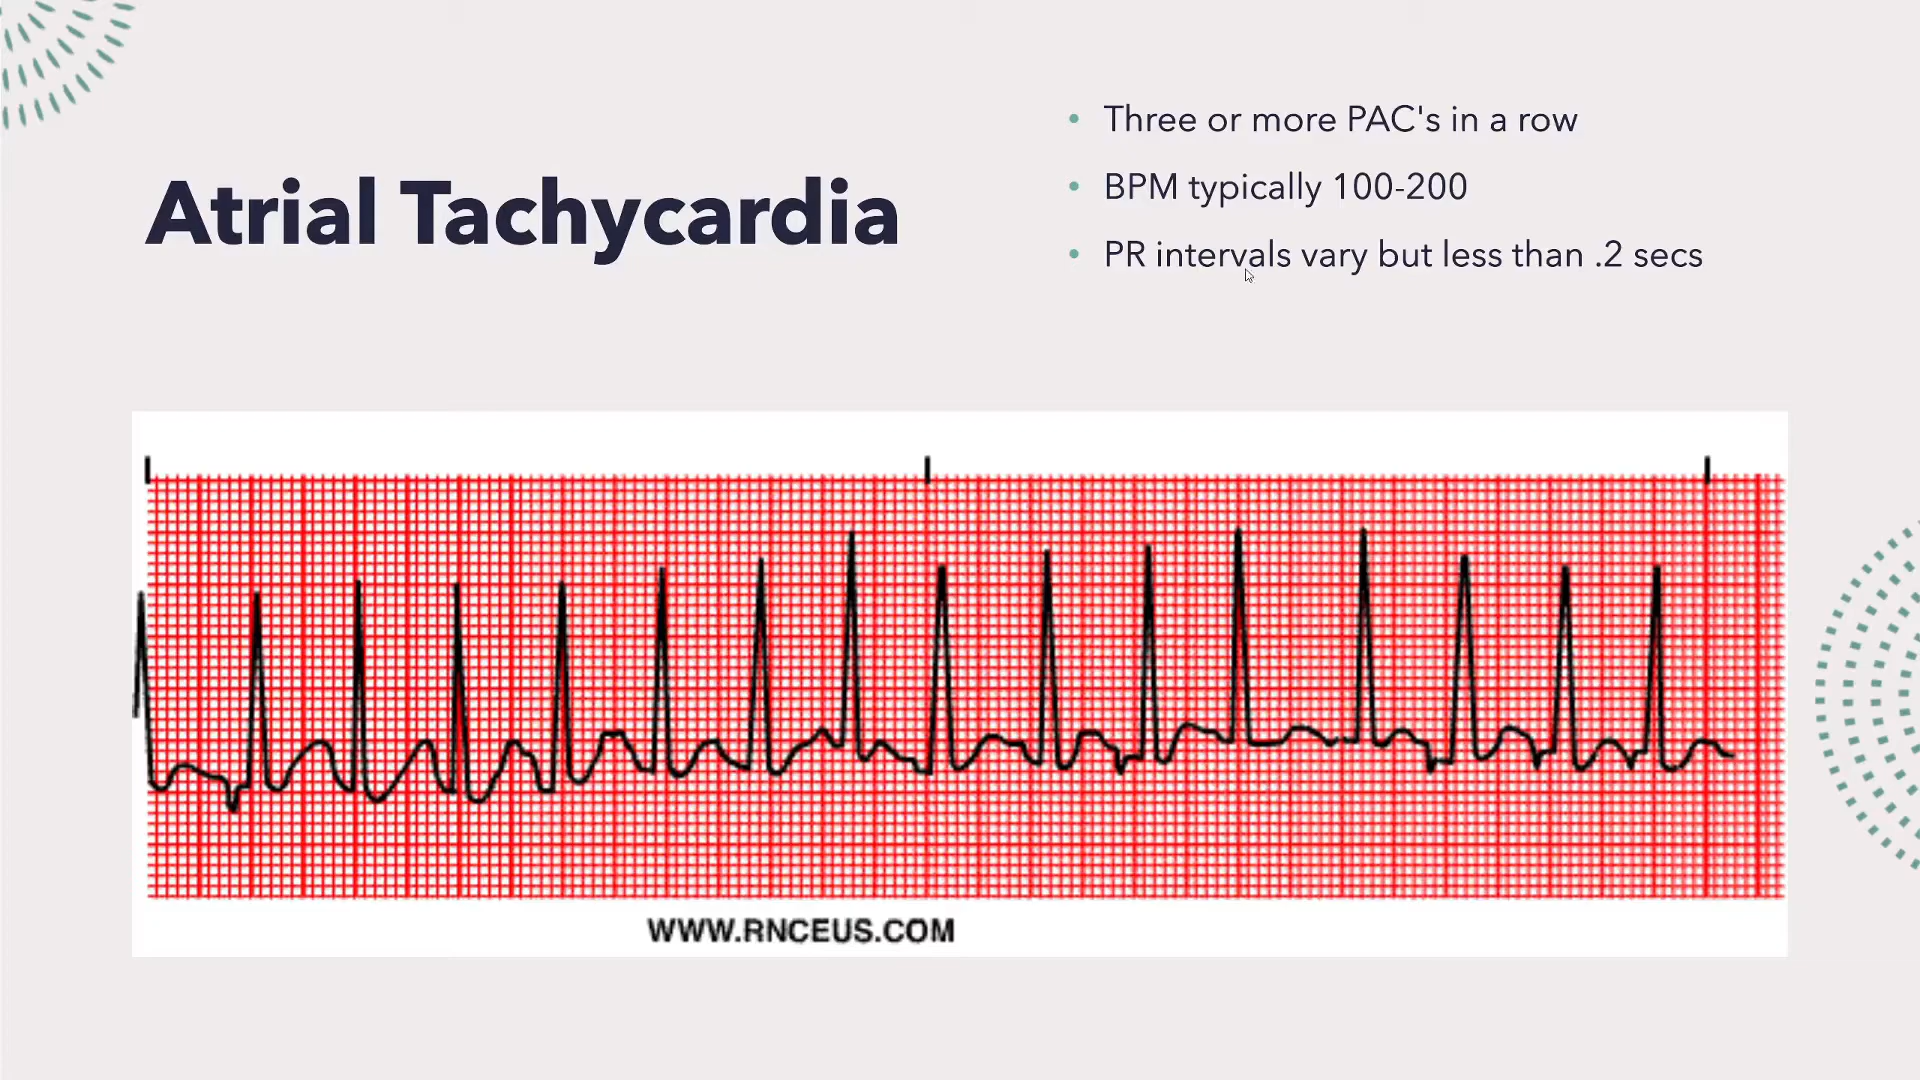 Atrial Tachycardia
Three or more PAC's in a row
BPM typically 100-200
PR intervals vary but less than .2 secs
WWW.RNCEUS.COM